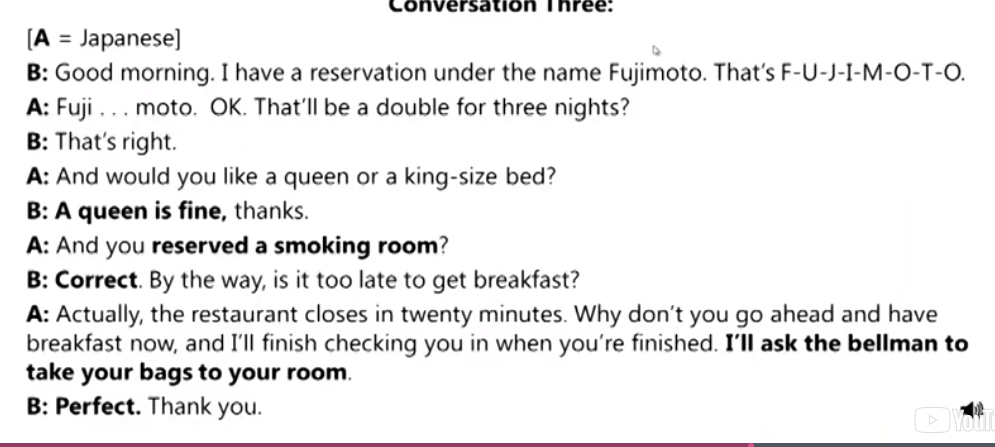 Conversation Three:
[A = Japanese]
B: Good morning. I have a reservation under the name Fujimoto. That's F-U-J-I-M-O-T-O.
A: Fuji . . . moto. OK. That'll be a double for three nights?
B: That's right.
A: And would you like a queen or a king-size bed?
B: A queen is fine, thanks.
A: And you reserved a smoking room?
B: Correct. By the way, is it too late to get breakfast?
A: Actually, the restaurant closes in twenty minutes. Why don't you go ahead and have
breakfast now, and I'll finish checking you in when you're finished. I'll ask the bellman to
take your bags to your room.
B: Perfect. Thank you.